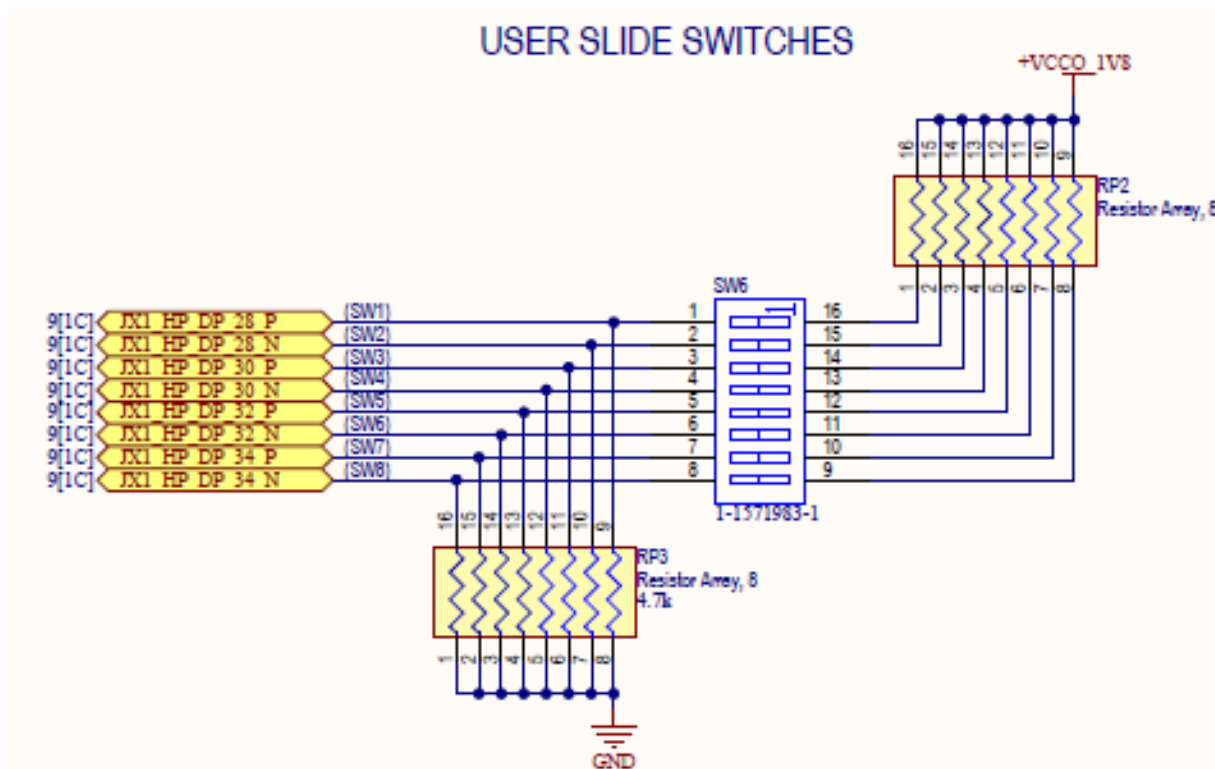 USER SLIDE SWITCHES
+VCCO_1V8
16 15 14 13 12 11 10 9
RP2
Resistor Array, 8
1 2 3 4 5 6 7 8
SW6
9[1C] JX1_HP_DP_28_P (SW1) 1 16
9[1C] JX1_HP_DP_28_N (SW2) 2 15
9[1C] JX1_HP_DP_30_P (SW3) 3 14
9[1C] JX1_HP_DP_30_N (SW4) 4 13
9[1C] JX1_HP_DP_32_P (SW5) 5 12
9[1C] JX1_HP_DP_32_N (SW6) 6 11
9[1C] JX1_HP_DP_34_P (SW7) 7 10
9[1C] JX1_HP_DP_34_N (SW8) 8 9
1-1571983-1
16 15 14 13 12 11 10 9
RP3
Resistor Array, 8
4.7k
1 2 3 4 5 6 7 8
GND